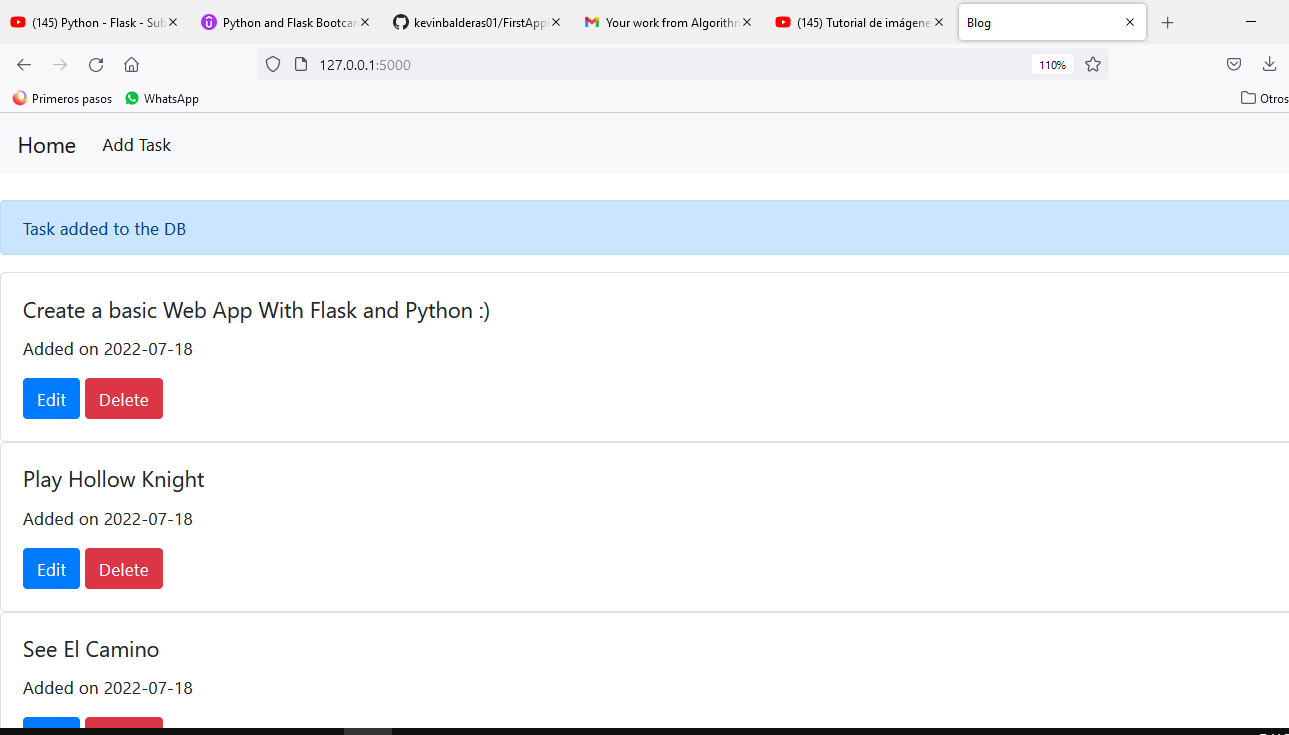 (145) Python - Flask - Sub
Python and Flask Bootcar
kevinbalderas01/FirstAppl
Your work from Algorithm
(145) Tutorial de imágene
Blog
127.0.0.1:5000
110%
Primeros pasos
WhatsApp
Otros
Home
Add Task
Task added to the DB
Create a basic Web App With Flask and Python :)
Added on 2022-07-18
Edit
Delete
Play Hollow Knight
Added on 2022-07-18
Edit
Delete
See El Camino
Added on 2022-07-18